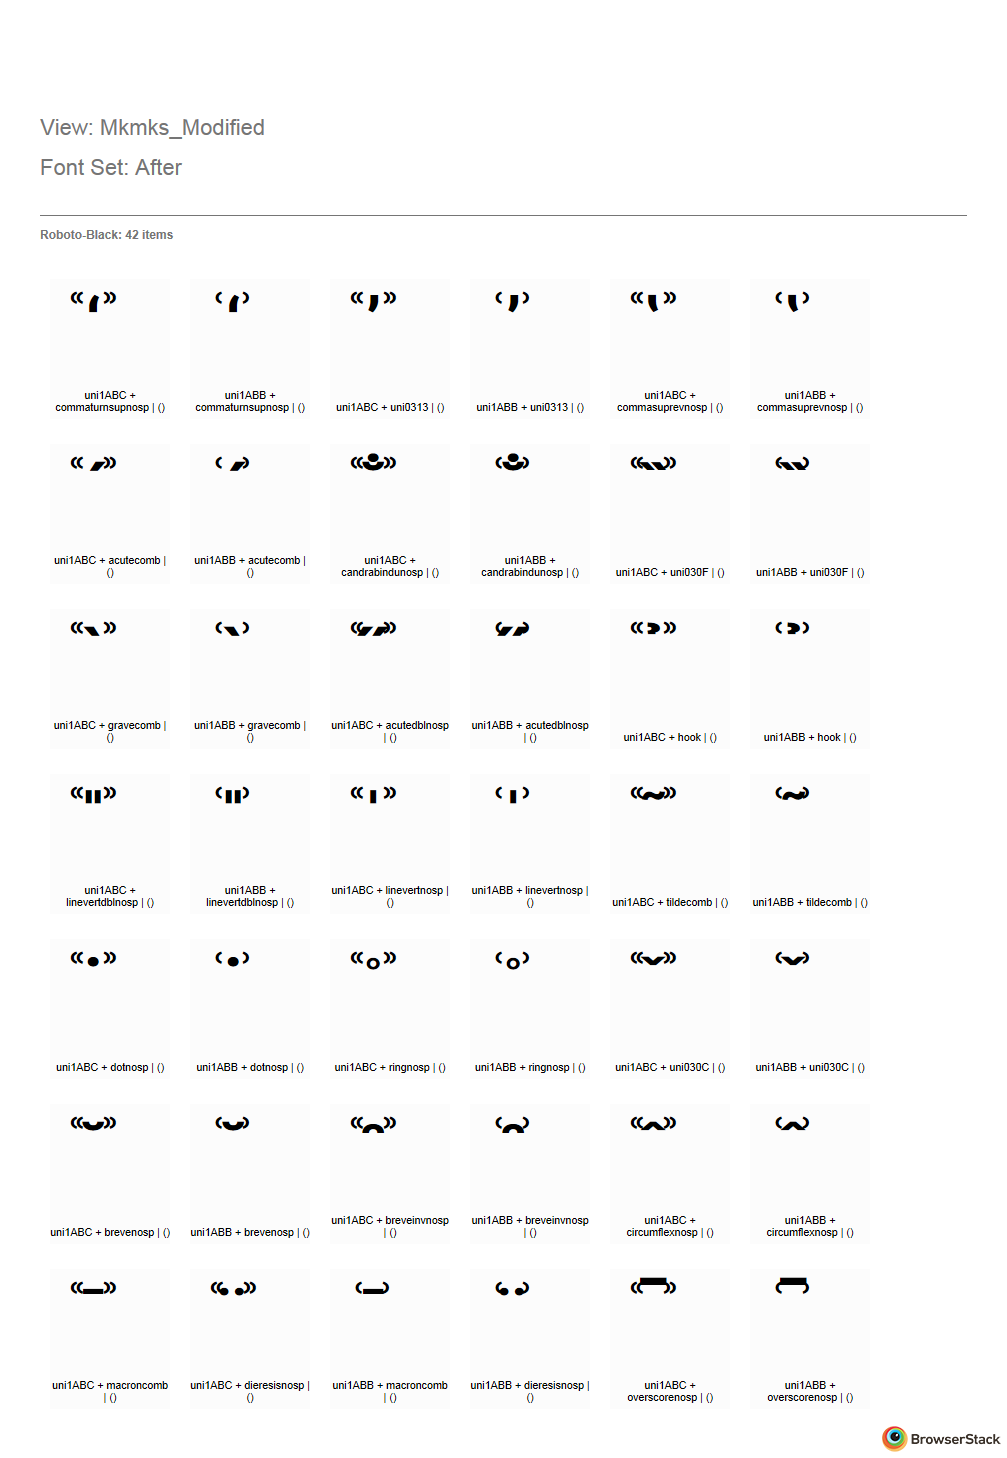 View: Mkmks_Modified
Font Set: After
Roboto-Black: 42 items
uni1ABC +
commaturnsupnosp | ()
uni1ABB +
commaturnsupnosp | ()
uni1ABC + uni0313 | ()
uni1ABB + uni0313 | ()
uni1ABC +
commasuprevnosp | ()
uni1ABB +
commasuprevnosp | ()
uni1ABC + acutecomb |
()
uni1ABB + acutecomb |
()
uni1ABC +
candrabindunosp | ()
uni1ABB +
candrabindunosp | ()
uni1ABC + uni030F | ()
uni1ABB + uni030F | ()
uni1ABC + gravecomb |
()
uni1ABB + gravecomb |
()
uni1ABC + acutedblnosp
| ()
uni1ABB + acutedblnosp
| ()
uni1ABC + hook | ()
uni1ABB + hook | ()
uni1ABC +
linevertdblnosp | ()
uni1ABB +
linevertdblnosp | ()
uni1ABC + linevertnosp |
()
uni1ABB + linevertnosp |
()
uni1ABC + tildecomb | ()
uni1ABB + tildecomb | ()
uni1ABC + dotnosp | ()
uni1ABB + dotnosp | ()
uni1ABC + ringnosp | ()
uni1ABB + ringnosp | ()
uni1ABC + uni030C | ()
uni1ABB + uni030C | ()
uni1ABC + brevenosp | ()
uni1ABB + brevenosp | ()
uni1ABC + breveinvnosp
| ()
uni1ABB + breveinvnosp
| ()
uni1ABC +
circumflexnosp | ()
uni1ABB +
circumflexnosp | ()
uni1ABC + macroncomb
| ()
uni1ABC + dieresisnosp |
()
uni1ABB + macroncomb
| ()
uni1ABB + dieresisnosp |
()
uni1ABC +
overscorenosp | ()
uni1ABB +
overscorenosp | ()
BrowserStack